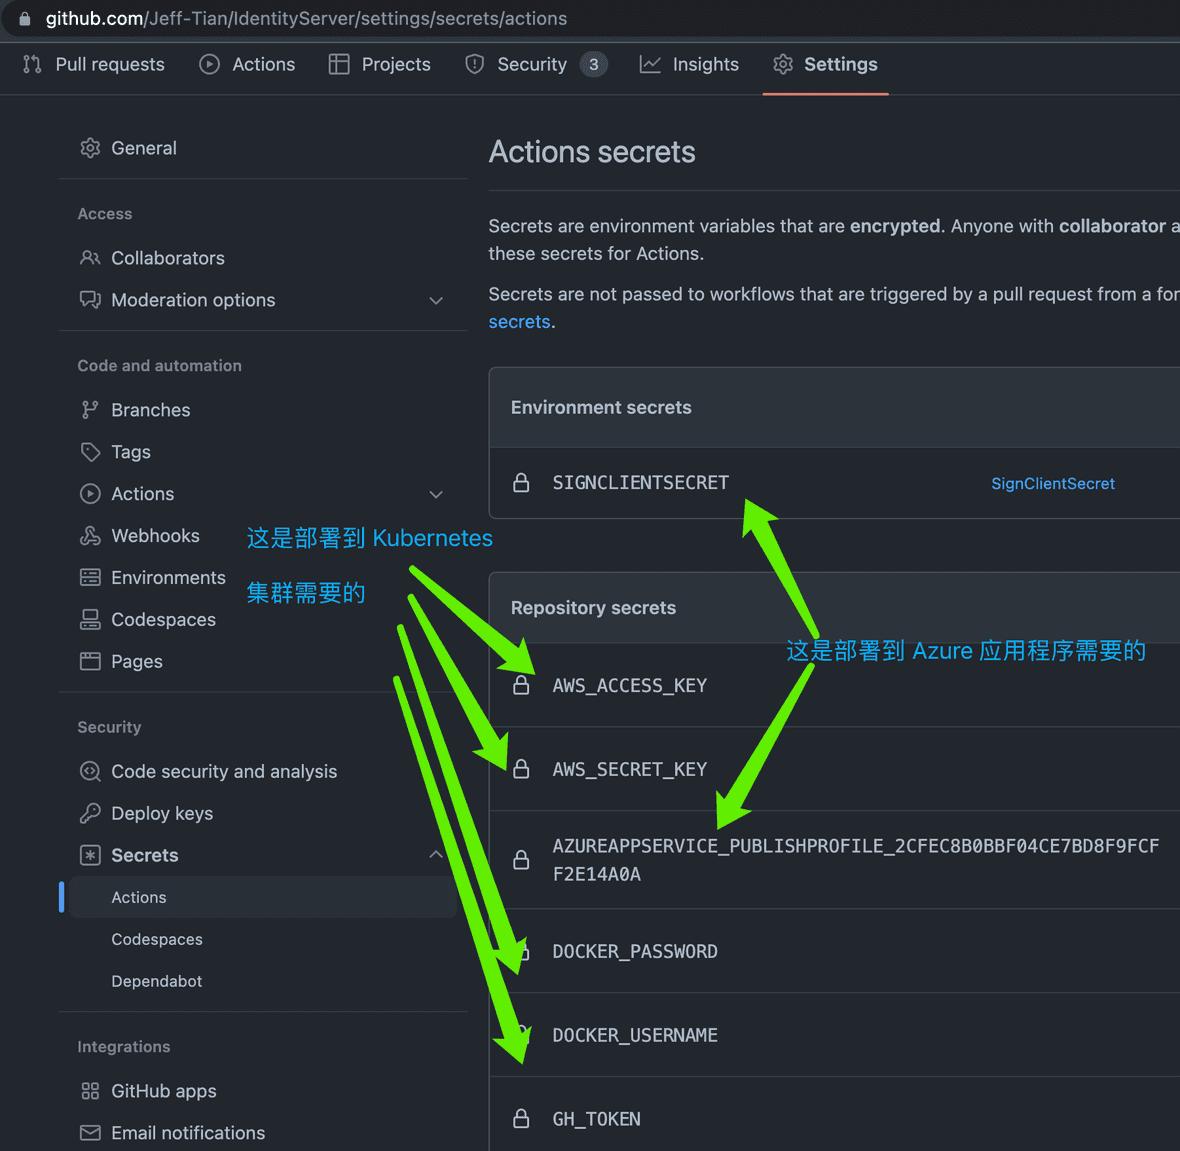 github.com/Jeff-Tian/IdentityServer/settings/secrets/actions
Pull requests
Actions
Projects
Security 3
Insights
Settings
General
Access
Collaborators
Moderation options
Code and automation
Branches
Tags
Actions
Webhooks
Environments
Codespaces
Pages
Security
Code security and analysis
Deploy keys
Secrets
Actions
Codespaces
Dependabot
Integrations
GitHub apps
Email notifications
这是部署到 Kubernetes
集群需要的
Actions secrets
Secrets are environment variables that are encrypted. Anyone with collaborator a
these secrets for Actions.
Secrets are not passed to workflows that are triggered by a pull request from a for
secrets.
Environment secrets
SIGNCLIENTSECRET
SignClientSecret
Repository secrets
这是部署到 Azure 应用程序需要的
AWS_ACCESS_KEY
AWS_SECRET_KEY
AZUREAPPSERVICE_PUBLISHPROFILE_2CFEC8B0BBF04CE7BD8F9FCF
F2E14A0A
DOCKER_PASSWORD
DOCKER_USERNAME
GH_TOKEN